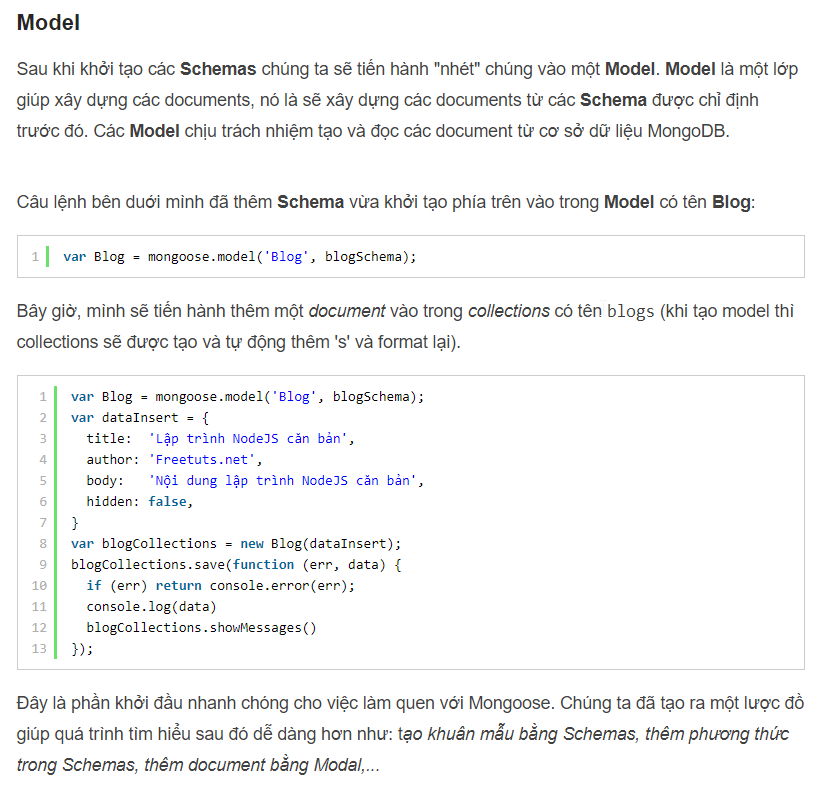 Model
Sau khi khởi tạo các Schemas chúng ta sẽ tiến hành "nhét" chúng vào một Model. Model là một lớp
giúp xây dựng các documents, nó là sẽ xây dựng các documents từ các Schema được chỉ định
trước đó. Các Model chịu trách nhiệm tạo và đọc các document từ cơ sở dữ liệu MongoDB.
Câu lệnh bên duới mình đã thêm Schema vừa khởi tạo phía trên vào trong Model có tên Blog:
1 var Blog = mongoose.model('Blog', blogSchema);
Bây giờ, mình sẽ tiến hành thêm một document vào trong collections có tên blogs (khi tạo model thì
collections sẽ được tạo và tự động thêm 's' và format lại).
1 var Blog = mongoose.model('Blog', blogSchema);
2 var dataInsert = {
3   title:  'Lập trình NodeJS căn bản',
4   author: 'Freetuts.net',
5   body:   'Nội dung lập trình NodeJS căn bản',
6   hidden: false,
7 }
8 var blogCollections = new Blog(dataInsert);
9 blogCollections.save(function (err, data) {
10   if (err) return console.error(err);
11   console.log(data)
12   blogCollections.showMessages()
13 });
Đây là phần khởi đầu nhanh chóng cho việc làm quen với Mongoose. Chúng ta đã tạo ra một lược đồ
giúp quá trình tìm hiểu sau đó dễ dàng hơn như: tạo khuân mẫu bằng Schemas, thêm phương thức
trong Schemas, thêm document bằng Modal,...